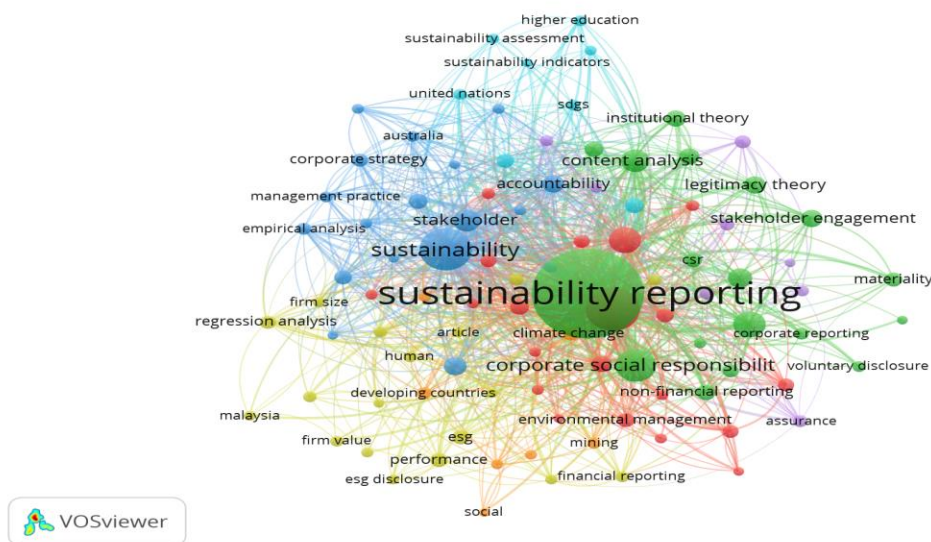 higher education
sustainability assessment
sustainability indicators
united nations
sdgs
institutional theory
australia
content analysis
corporate strategy
accountability
legitimacy theory
management practice
stakeholder
stakeholder engagement
empirical analysis
sustainability
csr
materiality
sustainability reporting
firm size
regression analysis
article
climate change
corporate reporting
human
corporate social responsibilit
voluntary disclosure
developing countries
non-financial reporting
malaysia
environmental management
assurance
firm value
esg
mining
performance
esg disclosure
financial reporting
social
VOSviewer